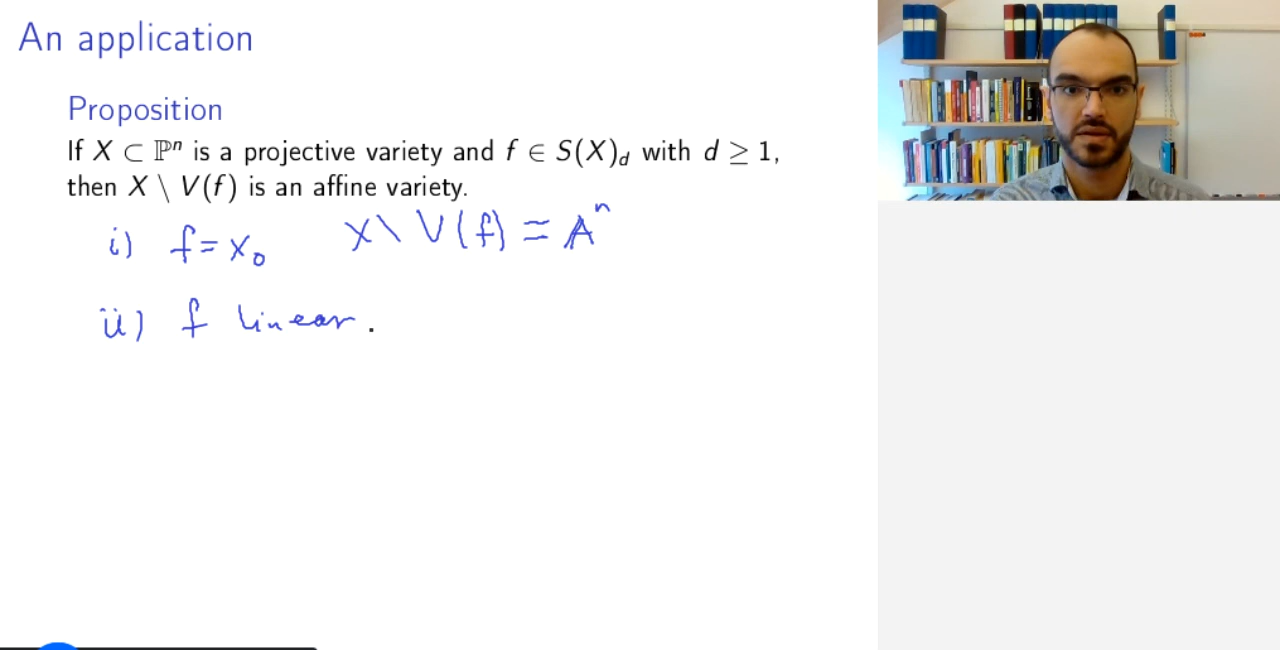 An application
Proposition
If X ⊂ ℙⁿ is a projective variety and f ∈ S(X)_d with d ≥ 1,
then X \ V(f) is an affine variety.
i) f = x₀ X \ V(f) ≅ 𝔸ⁿ
ii) f linear.